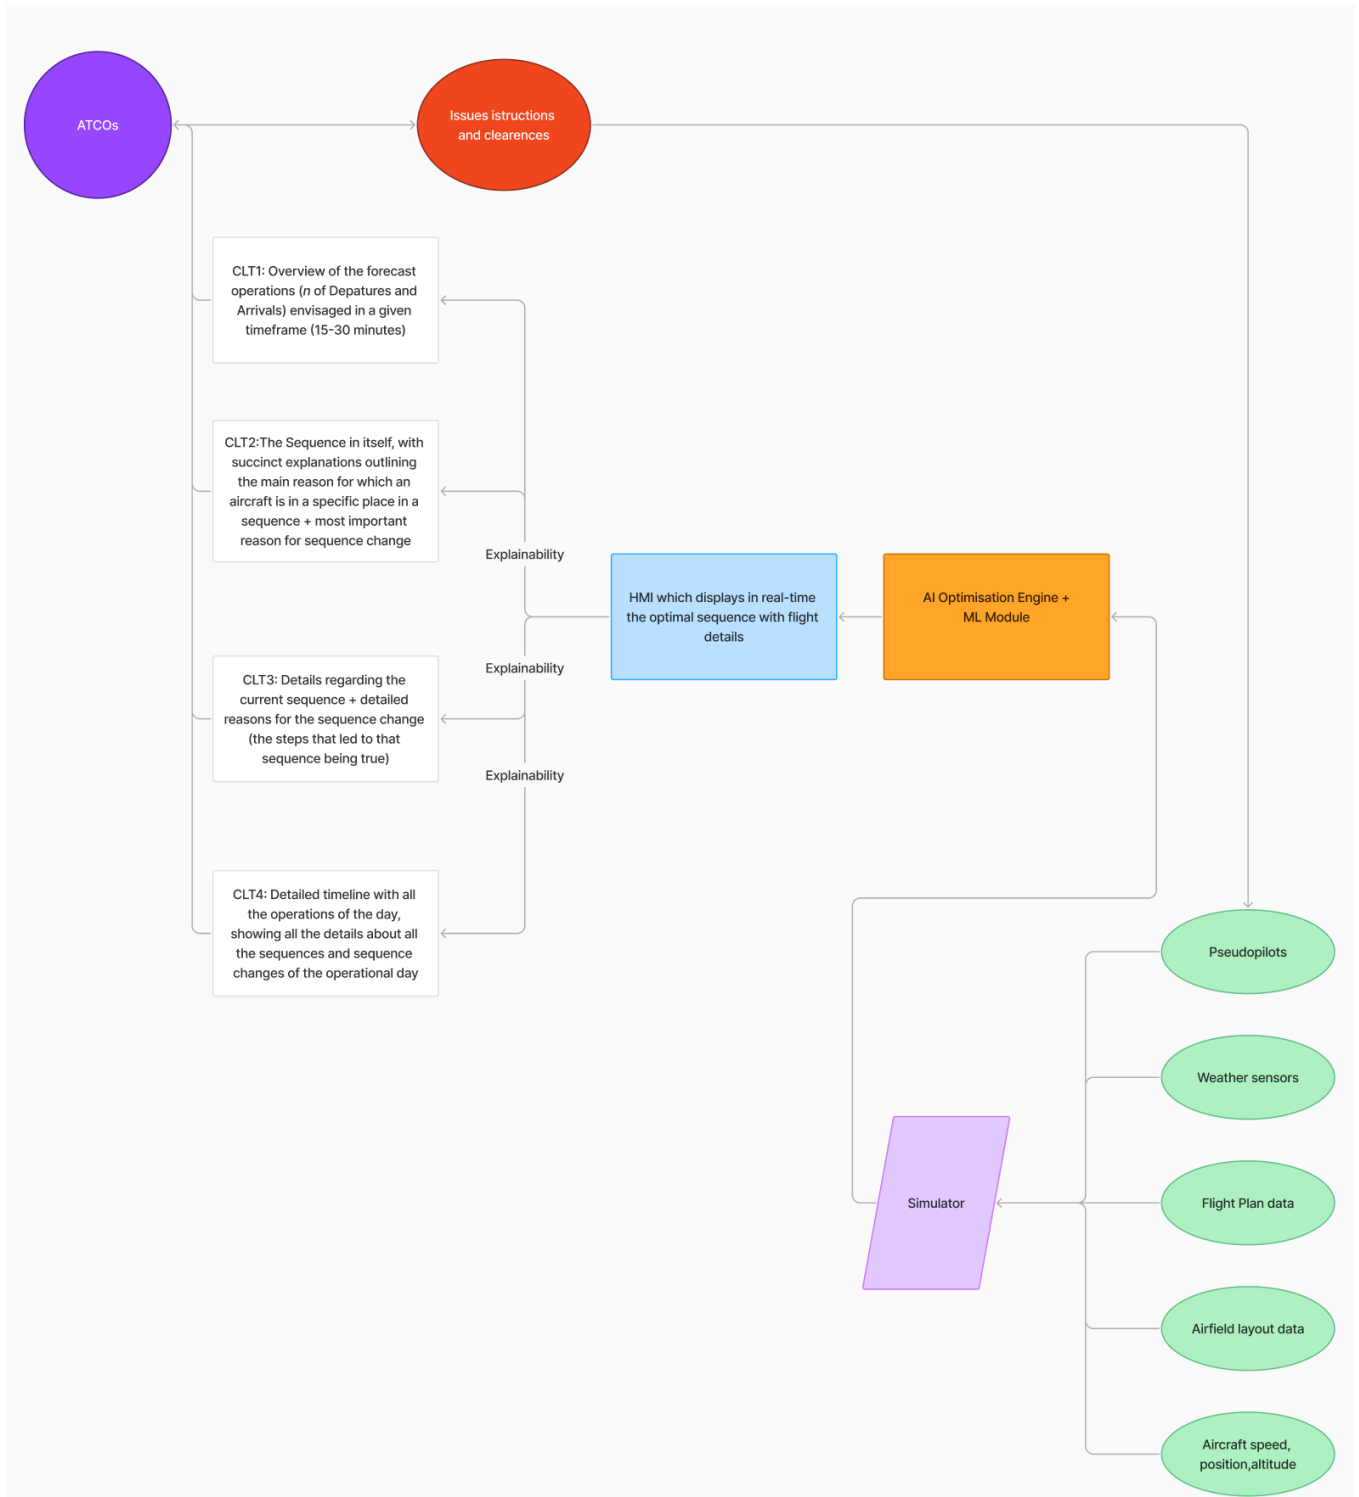 ATCOs
Issues istructions
and clearences
CLT1: Overview of the forecast
operations (n of Depatures and
Arrivals) envisaged in a given
timeframe (15-30 minutes)
CLT2:The Sequence in itself, with
succinct explanations outlining
the main reason for which an
aircraft is in a specific place in a
sequence + most important
reason for sequence change
Explainability
HMI which displays in real-time
the optimal sequence with flight
details
AI Optimisation Engine +
ML Module
Explainability
CLT3: Details regarding the
current sequence + detailed
reasons for the sequence change
(the steps that led to that
sequence being true)
Explainability
CLT4: Detailed timeline with all
the operations of the day,
showing all the details about all
the sequences and sequence
changes of the operational day
Pseudopilots
Weather sensors
Simulator
Flight Plan data
Airfield layout data
Aircraft speed,
position,altitude